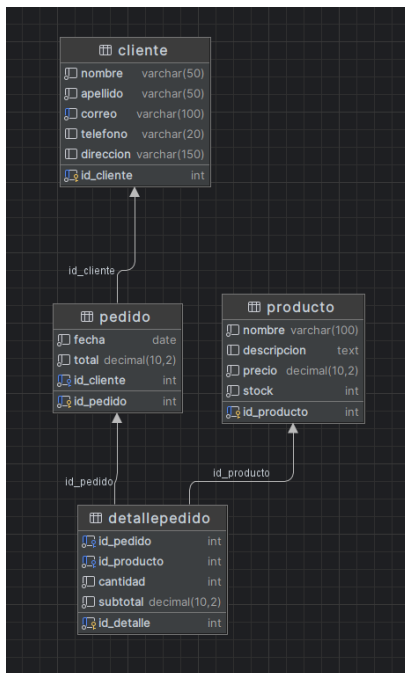 cliente
nombre varchar(50)
apellido varchar(50)
correo varchar(100)
telefono varchar(20)
direccion varchar(150)
id_cliente int
id_cliente
pedido
fecha date
total decimal(10,2)
id_cliente int
id_pedido int
producto
nombre varchar(100)
descripcion text
precio decimal(10,2)
stock int
id_producto int
id_pedido
id_producto
detallepedido
id_pedido int
id_producto int
cantidad int
subtotal decimal(10,2)
id_detalle int